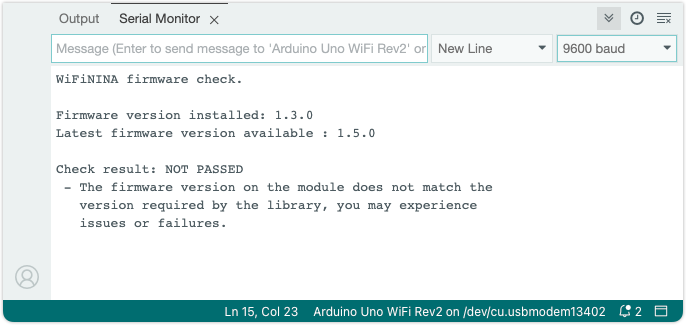 Output
Serial Monitor
Message (Enter to send message to 'Arduino Uno WiFi Rev2' or
New Line
9600 baud
WiFiNINA firmware check.
Firmware version installed: 1.3.0
Latest firmware version available : 1.5.0
Check result: NOT PASSED
- The firmware version on the module does not match the
version required by the library, you may experience
issues or failures.
Ln 15, Col 23
Arduino Uno WiFi Rev2 on /dev/cu.usbmodem13402
2